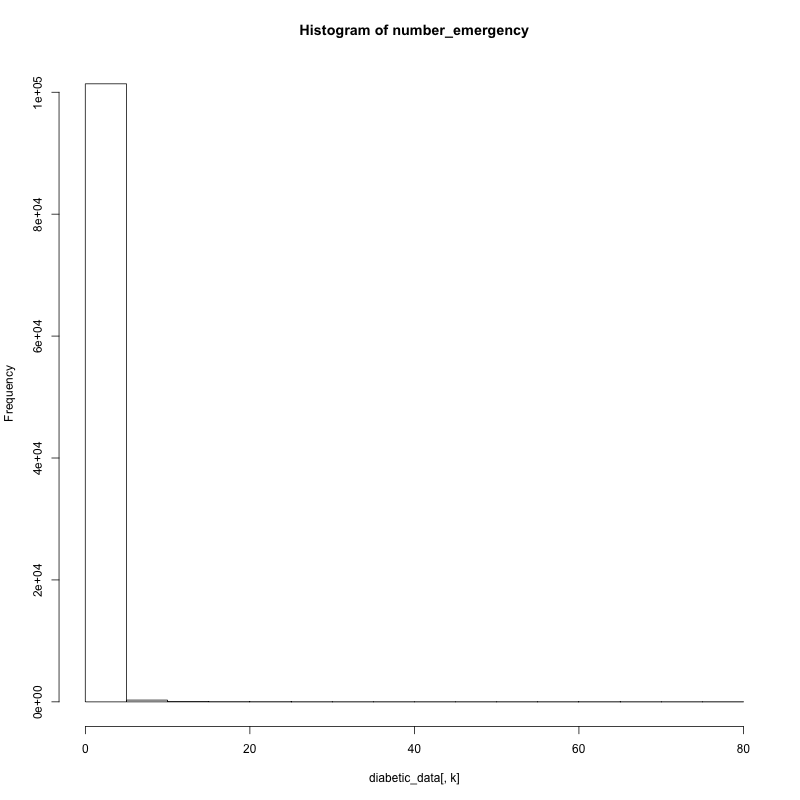 Histogram of number_emergency
Frequency
1e+05
8e+04
6e+04
4e+04
2e+04
0e+00
0 20 40 60 80
diabetic_data[, k]